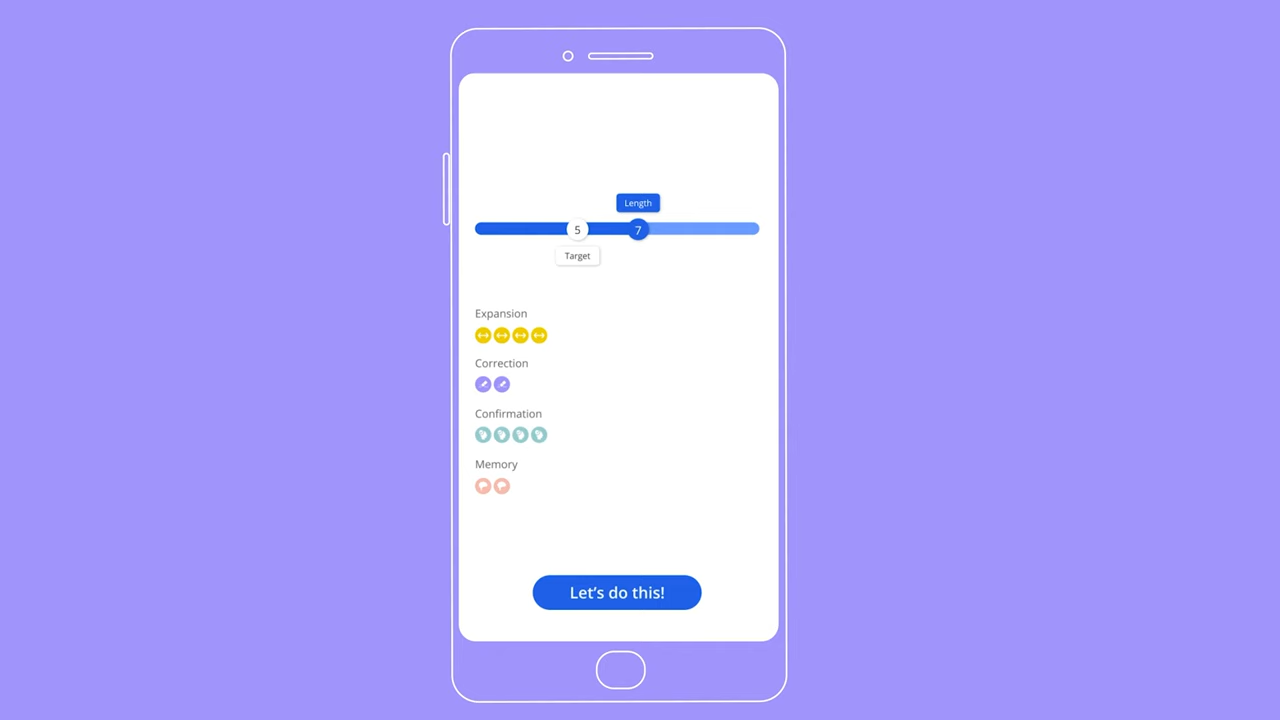 Length
5
7
Target
Expansion
Correction
Confirmation
Memory
Let's do this!